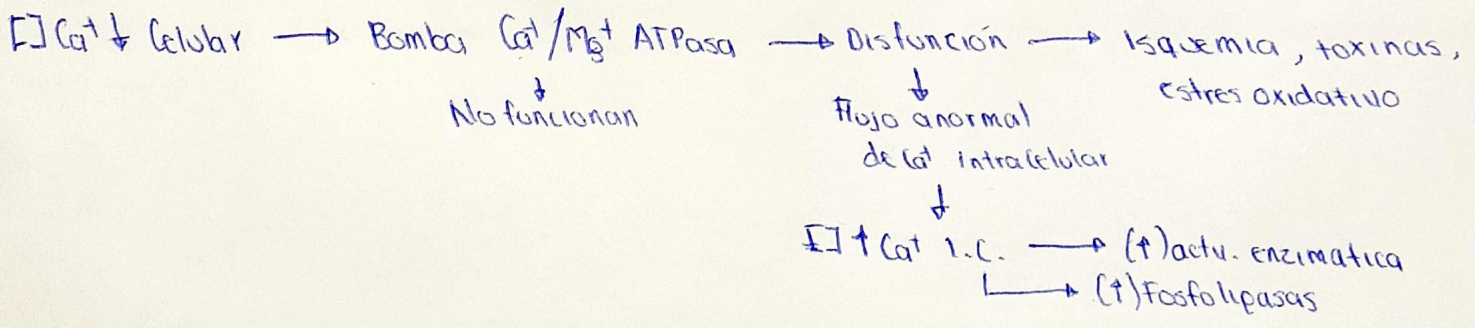 [] Ca⁺ ↓ Celular → Bomba Ca⁺/Mg⁺ ATPasa → Disfunción → Isquemia, toxinas,
estres oxidativo
↓ ↓
No funcionan Flujo anormal
de Ca⁺ intracelular
↓
[] ↑ Ca⁺ I.C. → (↑) actv. enzimatica
→ (↑) Fosfolipasas